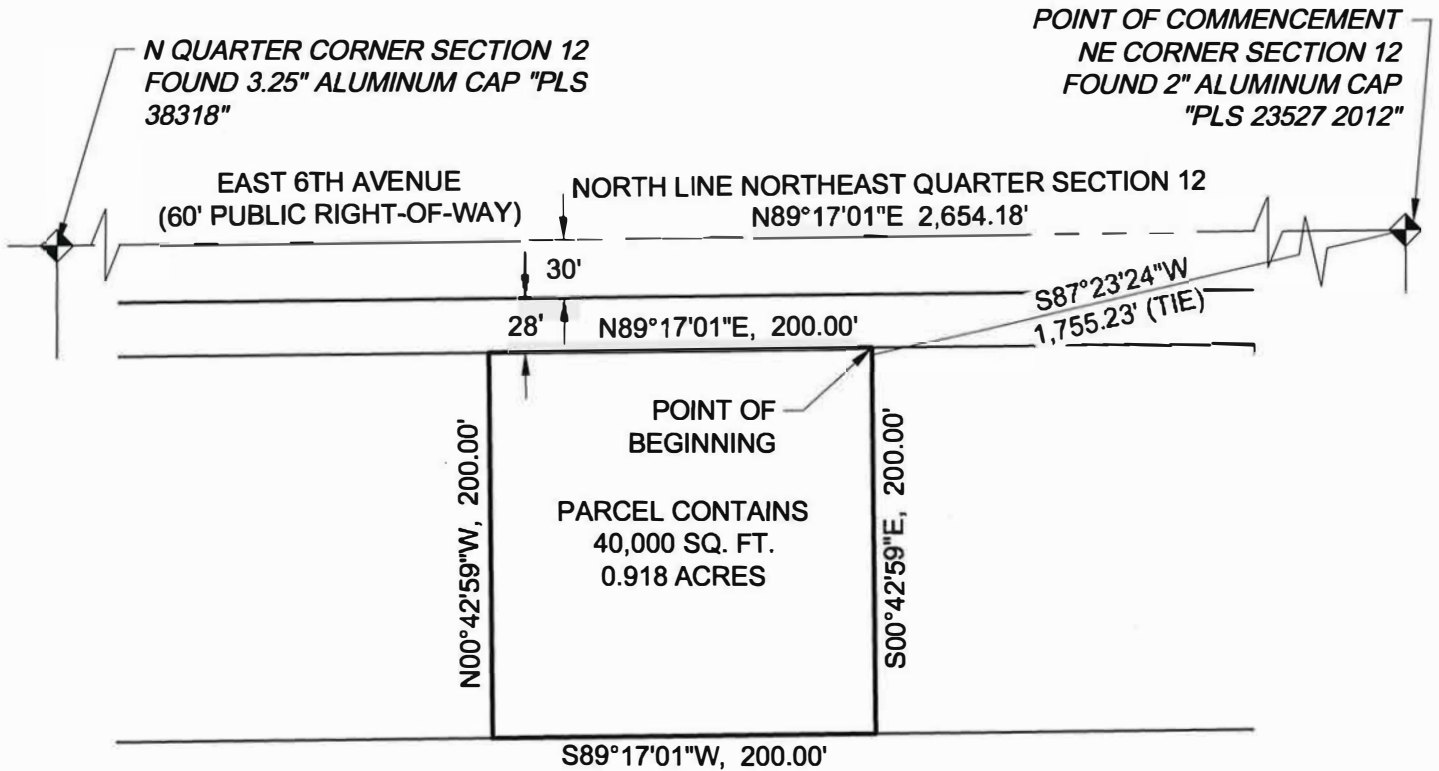 N QUARTER CORNER SECTION 12
FOUND 3.25" ALUMINUM CAP "PLS
38318"
POINT OF COMMENCEMENT
NE CORNER SECTION 12
FOUND 2" ALUMINUM CAP
"PLS 23527 2012"
EAST 6TH AVENUE
(60' PUBLIC RIGHT-OF-WAY)
NORTH LINE NORTHEAST QUARTER SECTION 12
N89°17'01"E 2,654.18'
30'
28'
N89°17'01"E, 200.00'
S87°23'24"W
1,755.23' (TIE)
POINT OF
BEGINNING
N00°42'59"W, 200.00'
PARCEL CONTAINS
40,000 SQ. FT.
0.918 ACRES
S00°42'59"E, 200.00'
S89°17'01"W, 200.00'